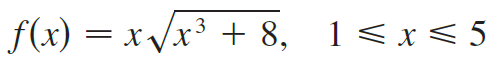 f(x) = x√(x³ + 8), 1 ⩽ x ⩽ 5